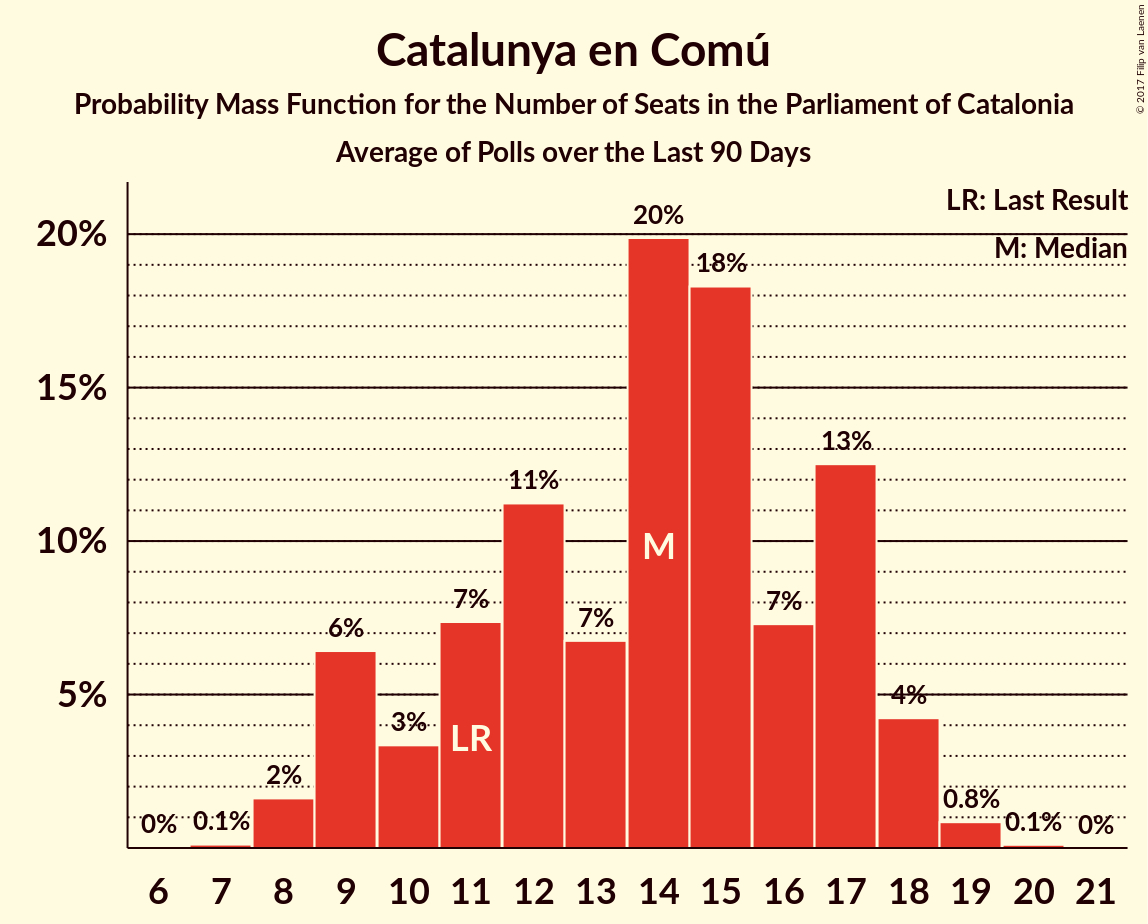 Catalunya en Comú
Probability Mass Function for the Number of Seats in the Parliament of Catalonia
Average of Polls over the Last 90 Days
© 2017 Filip van Laenen
LR: Last Result
M: Median
20%
15%
10%
5%
0%
0.1%
2%
6%
3%
7%
11%
7%
20%
18%
7%
13%
4%
0.8%
0.1%
0%
LR
M
6 7 8 9 10 11 12 13 14 15 16 17 18 19 20 21